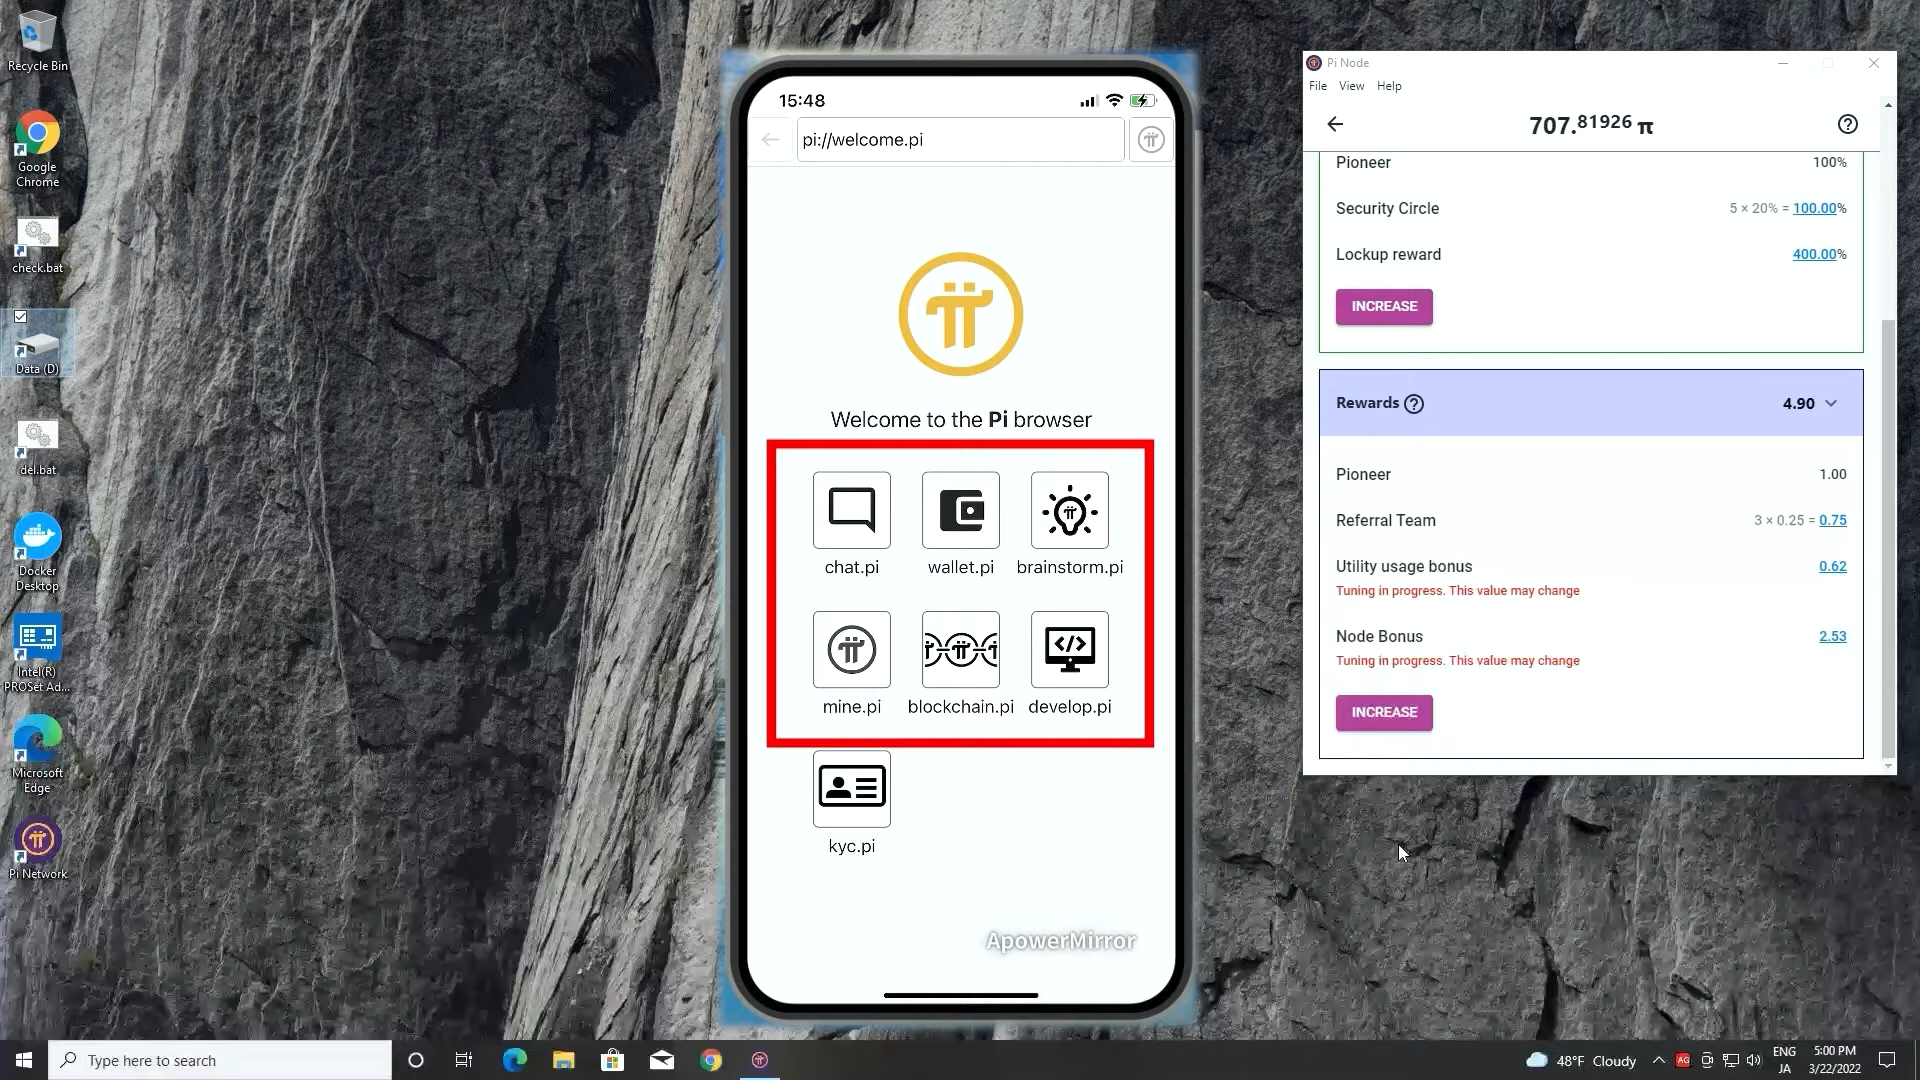 Recycle Bin
Google
Chrome
check.bat
Data (D)
del.bat
Docker
Desktop
Intel(R)
PROSet Ad...
Microsoft
Edge
Pi Network
15:48
pi://welcome.pi
Welcome to the Pi browser
chat.pi
wallet.pi
brainstorm.pi
mine.pi
blockchain.pi
develop.pi
kyc.pi
ApowerMirror
Pi Node
File View Help
707.81926 π
Pioneer 100%
Security Circle 5 × 20% = 100.00%
Lockup reward 400.00%
INCREASE
Rewards ? 4.90
Pioneer 1.00
Referral Team 3 × 0.25 = 0.75
Utility usage bonus 0.62
Tuning in progress. This value may change
Node Bonus 2.53
Tuning in progress. This value may change
INCREASE
Type here to search
48°F Cloudy
AG
ENG
JA
5:00 PM
3/22/2022